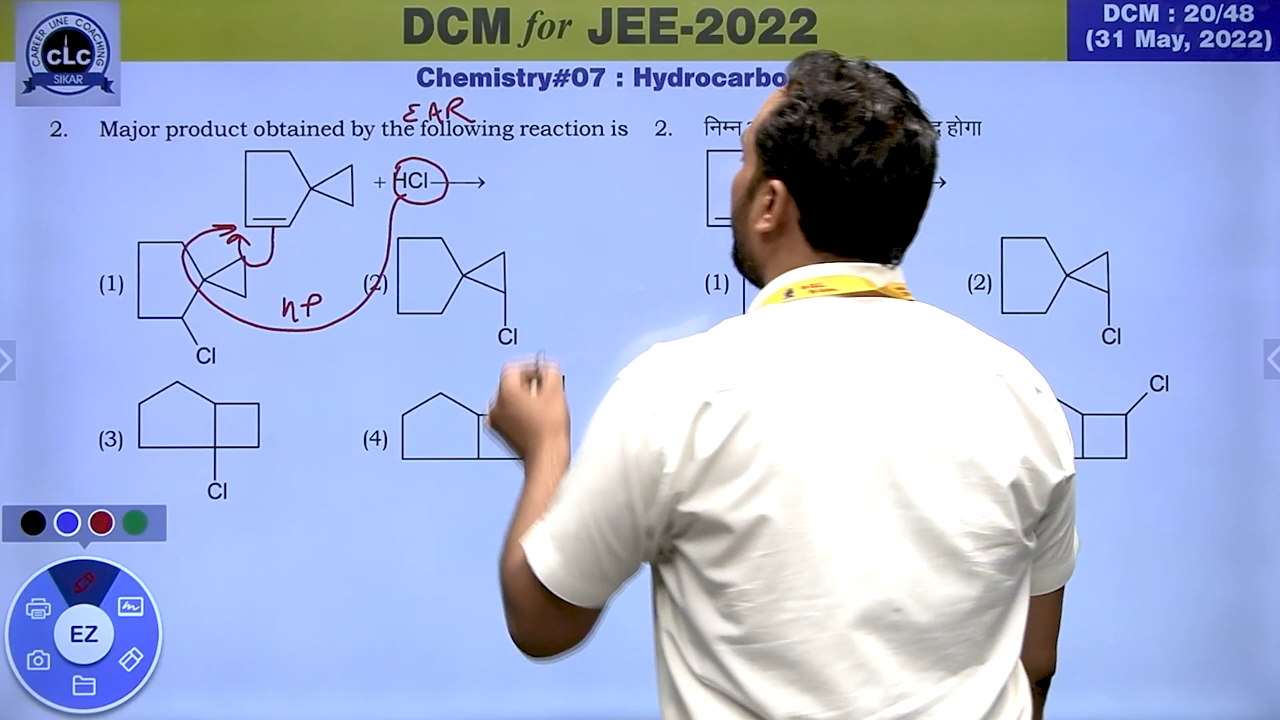 DCM for JEE-2022
DCM : 20/48
(31 May, 2022)
CAREER LINE COACHING
CLC
SIKAR
Chemistry#07 : Hydrocarbo
EAR
2. Major product obtained by the following reaction is
+ HCl
(1)
Cl
(2)
Cl
nP
(3)
Cl
(4)
2. निम्न
होगा
(1)
(2)
Cl
Cl
EZ